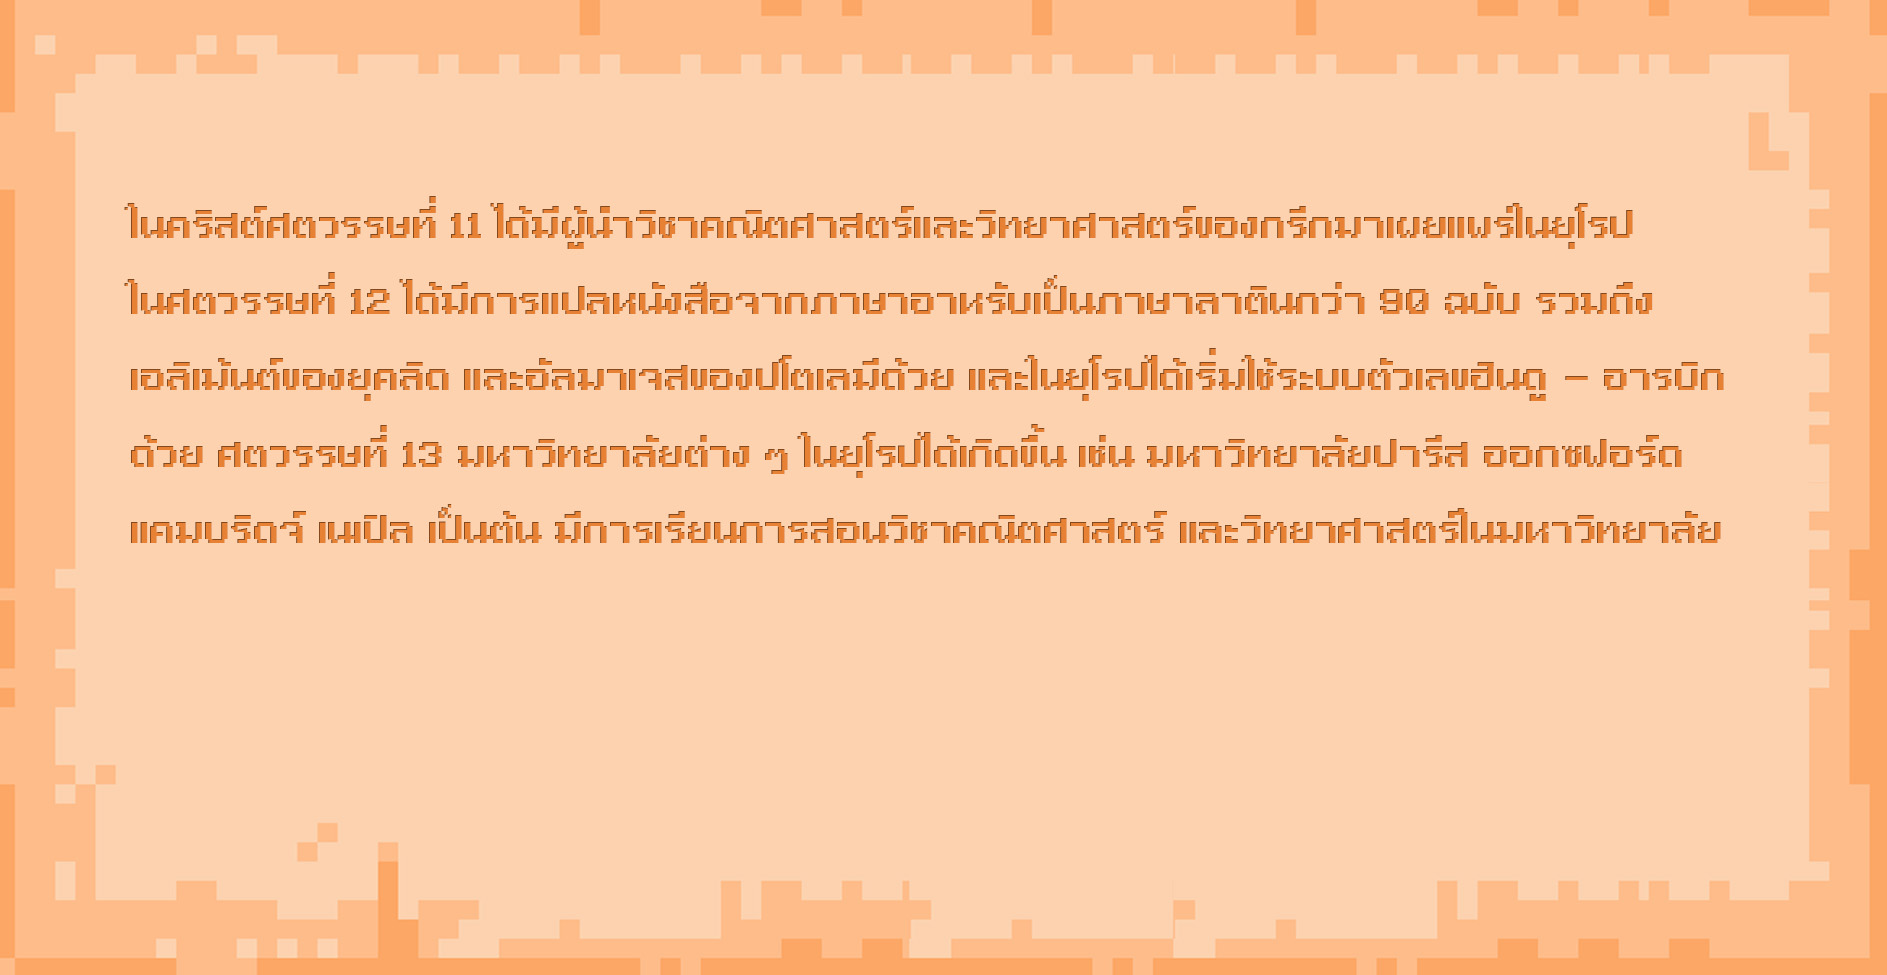 ในคริสต์ศตวรรษที่ 11 ได้มีผู้นำวิชาคณิตศาสตร์และวิทยาศาสตร์ของกรีกมาเผยแพร่ในยุโรป
ในศตวรรษที่ 12 ได้มีการแปลหนังสือจากภาษาอาหรับเป็นภาษาลาตินกว่า 90 ฉบับ รวมถึง
เอลิเม้นต์ของยุคลิด และอัลมาเจสของปโตเลมีด้วย และในยุโรปได้เริ่มใช้ระบบตัวเลขฮินดู – อารบิก
ด้วย ศตวรรษที่ 13 มหาวิทยาลัยต่าง ๆ ในยุโรปได้เกิดขึ้น เช่น มหาวิทยาลัยปารีส ออกซฟอร์ด
แคมบริดจ์ เนเปิล เป็นต้น มีการเรียนการสอนวิชาคณิตศาสตร์ และวิทยาศาสตร์ในมหาวิทยาลัย